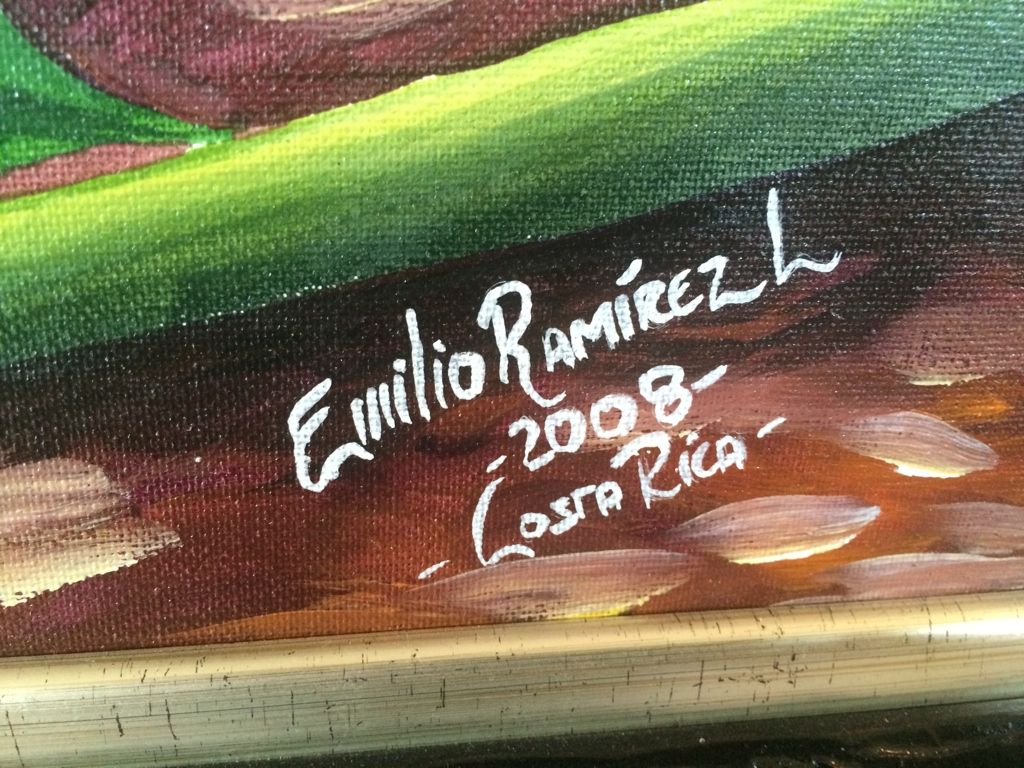 Emilio Ramírez L
-2008-
-Costa Rica-